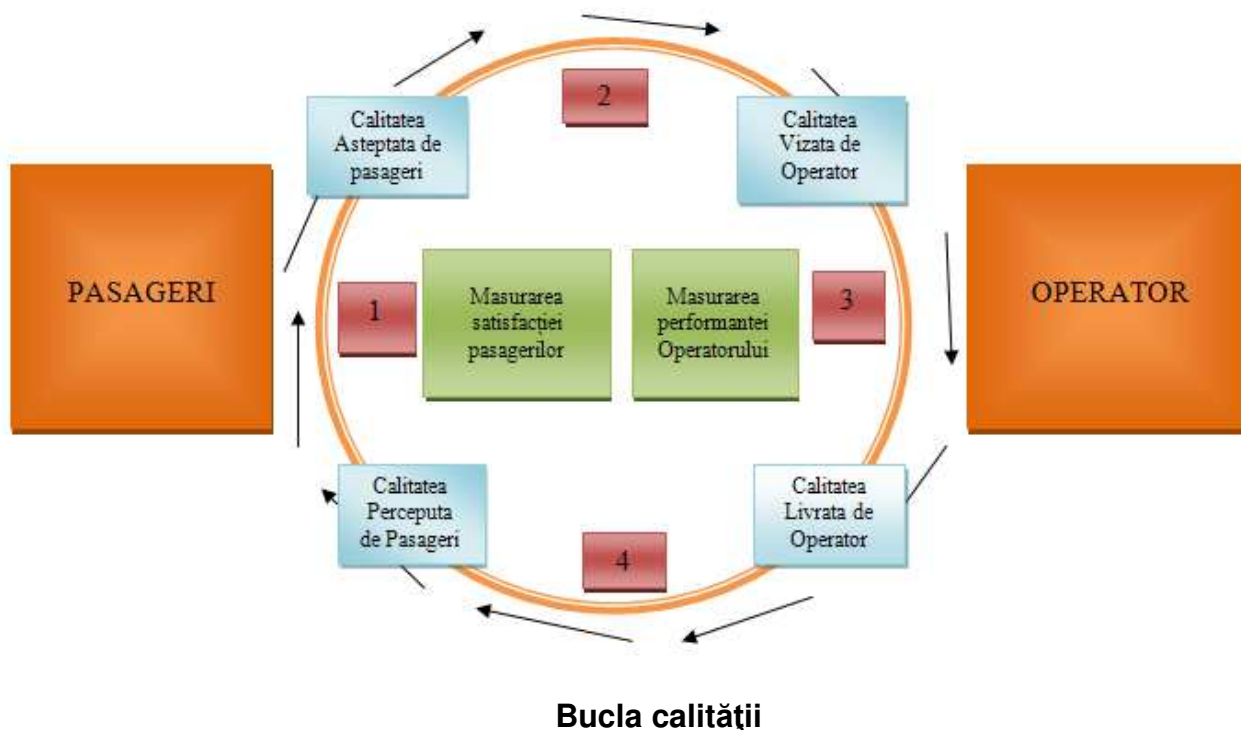 2
Calitatea
Asteptata de
pasageri
Calitatea
Vizata de
Operator
PASAGERI
1
Masurarea
satisfacției
pasagerilor
Masurarea
performantei
Operatorului
3
OPERATOR
Calitatea
Perceputa
de Pasageri
Calitatea
Livrata de
Operator
4
Bucla calităţii